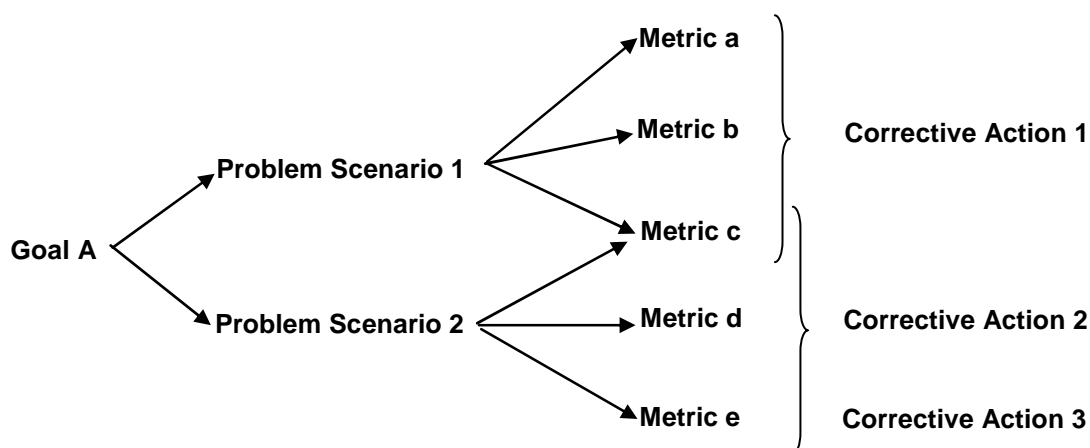 Metric a
Metric b
Corrective Action 1
Problem Scenario 1
Metric c
Goal A
Problem Scenario 2
Metric d
Corrective Action 2
Metric e
Corrective Action 3